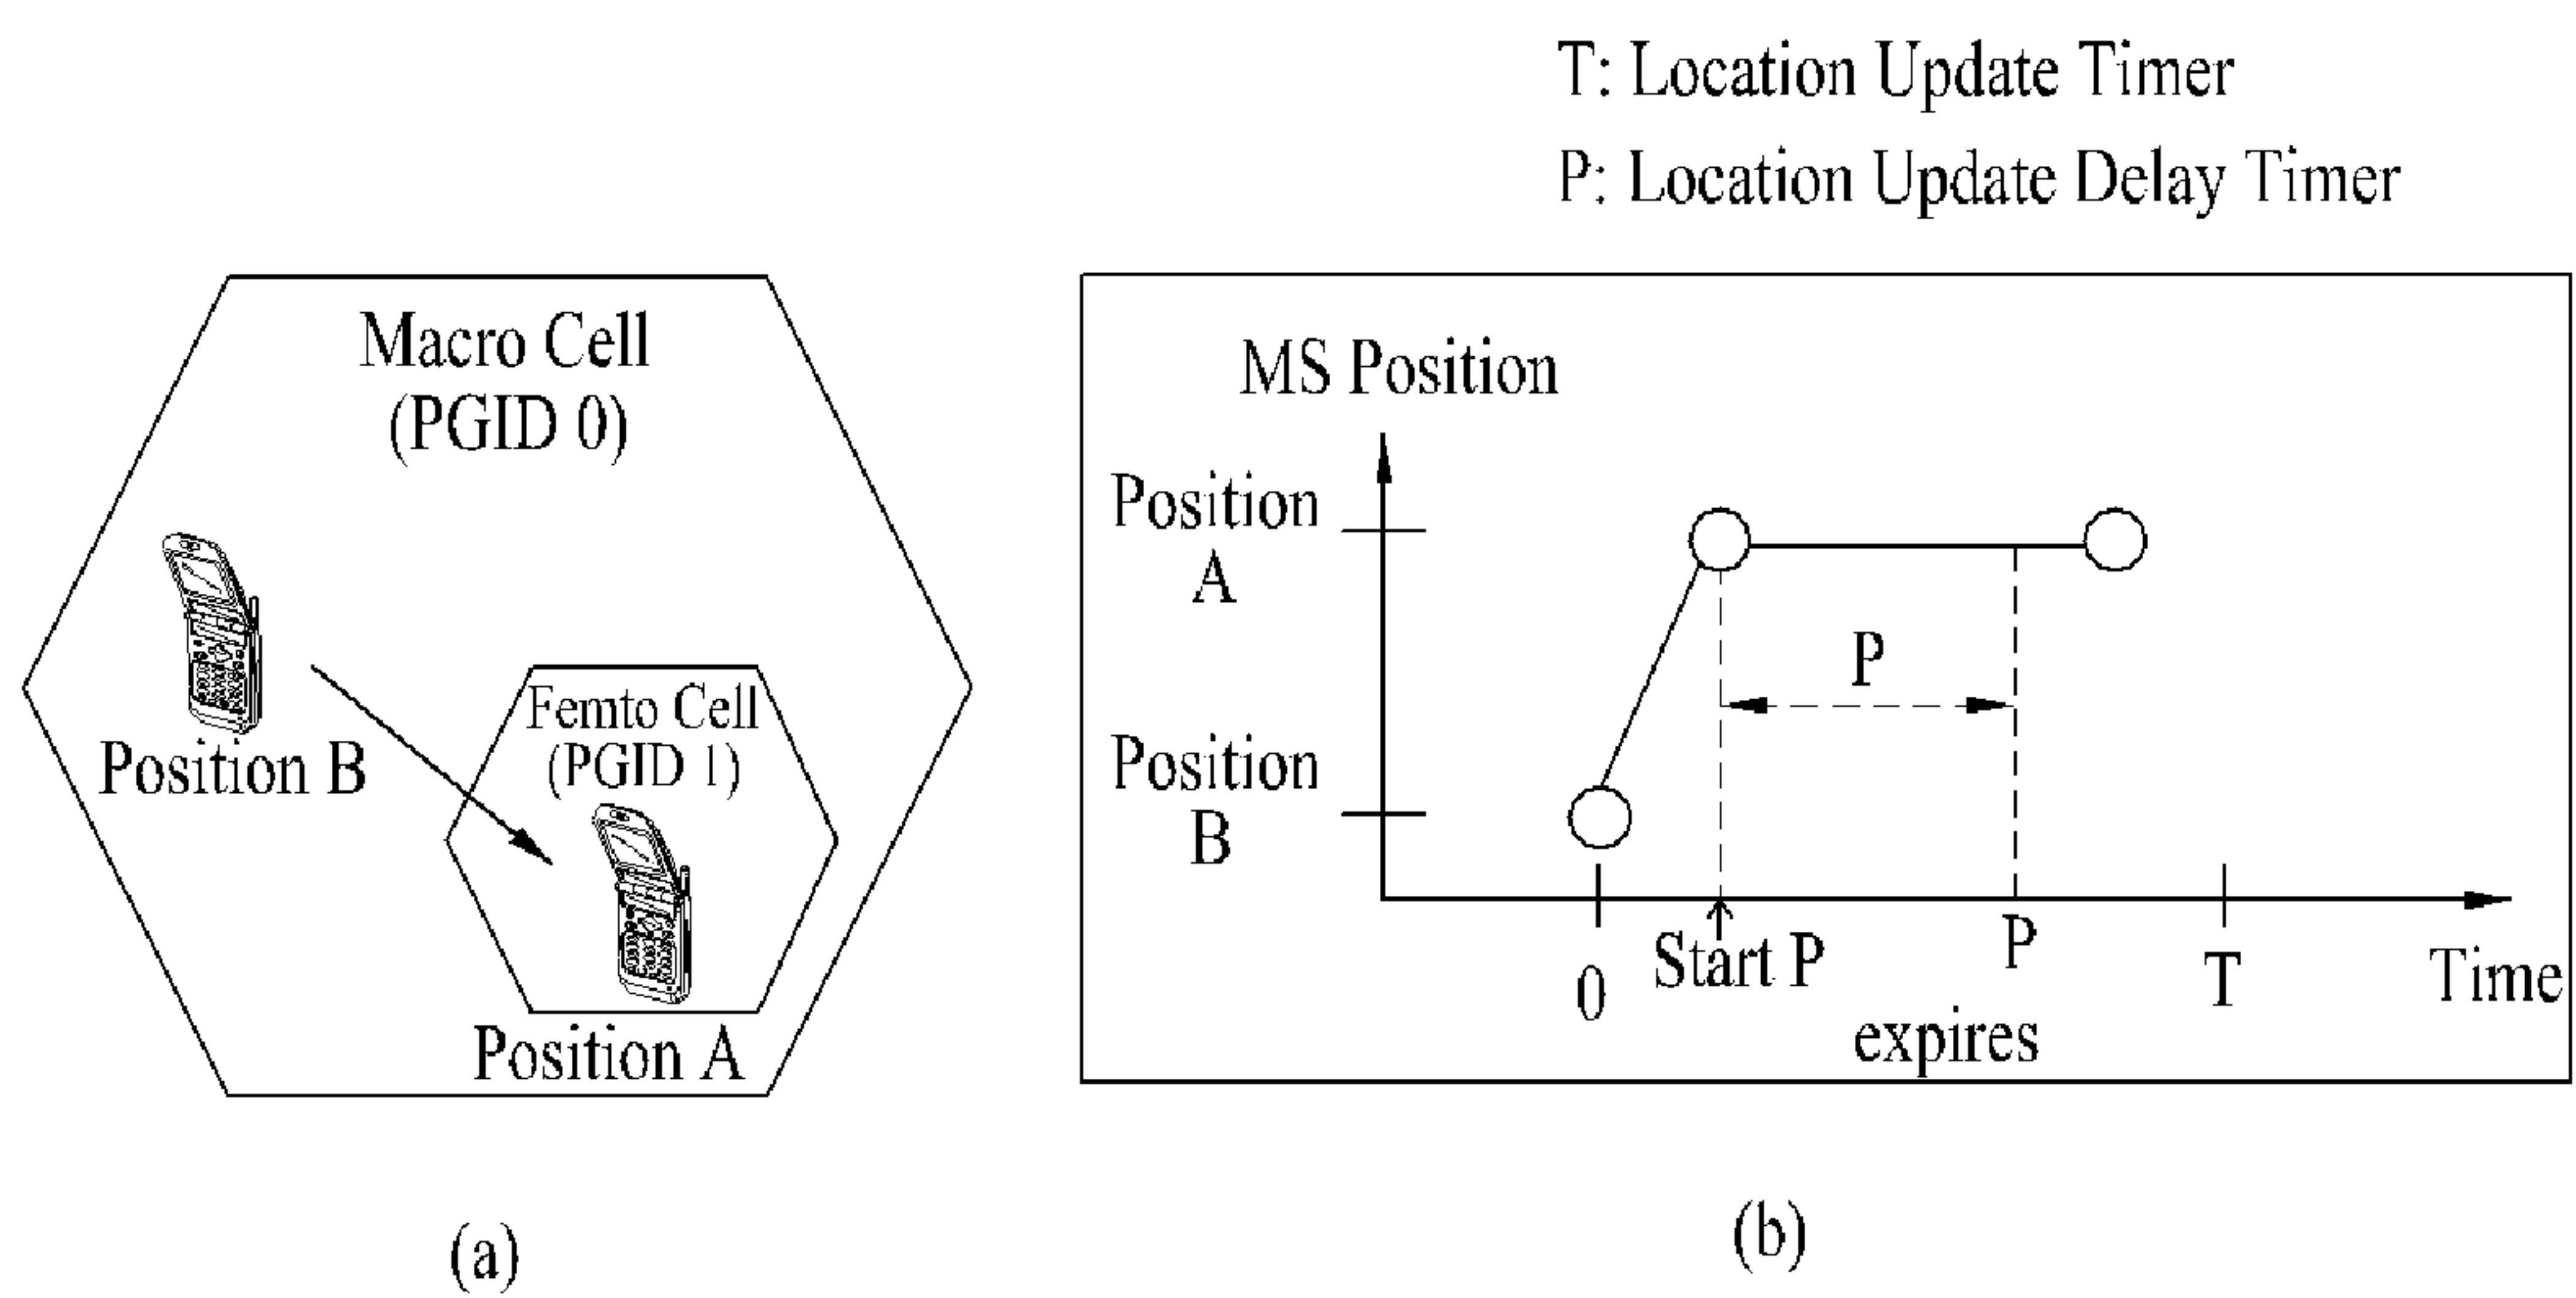 T: Location Update Timer
P: Location Update Delay Timer
Macro Cell
(PGID 0)
Position B
Femto Cell
(PGID 1)
Position A
(a)
MS Position
Position
A
Position
B
P
0
Start P
P
expires
T
Time
(b)